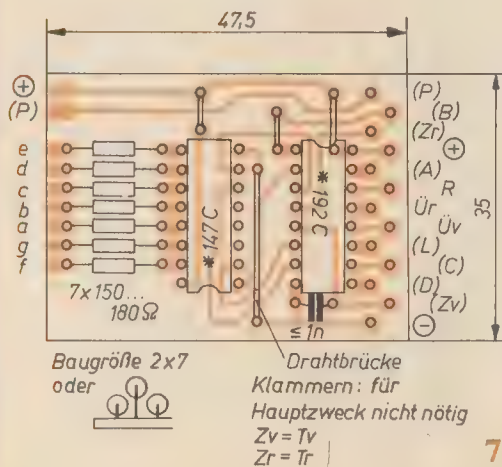 47,5
⊕
(P)
e
d
c
b
a
g
f
7x150...
180Ω
*147C
*192C
≤1n
(P)
(B)
(Zr)
⊕
(A)
R
Ür
Üv
(L)
(C)
(D)
(Zv)
⊖
35
Baugröße 2x7
oder
Drahtbrücke
Klammern: für
Hauptzweck nicht nötig
Zv = Tv
Zr = Tr
7